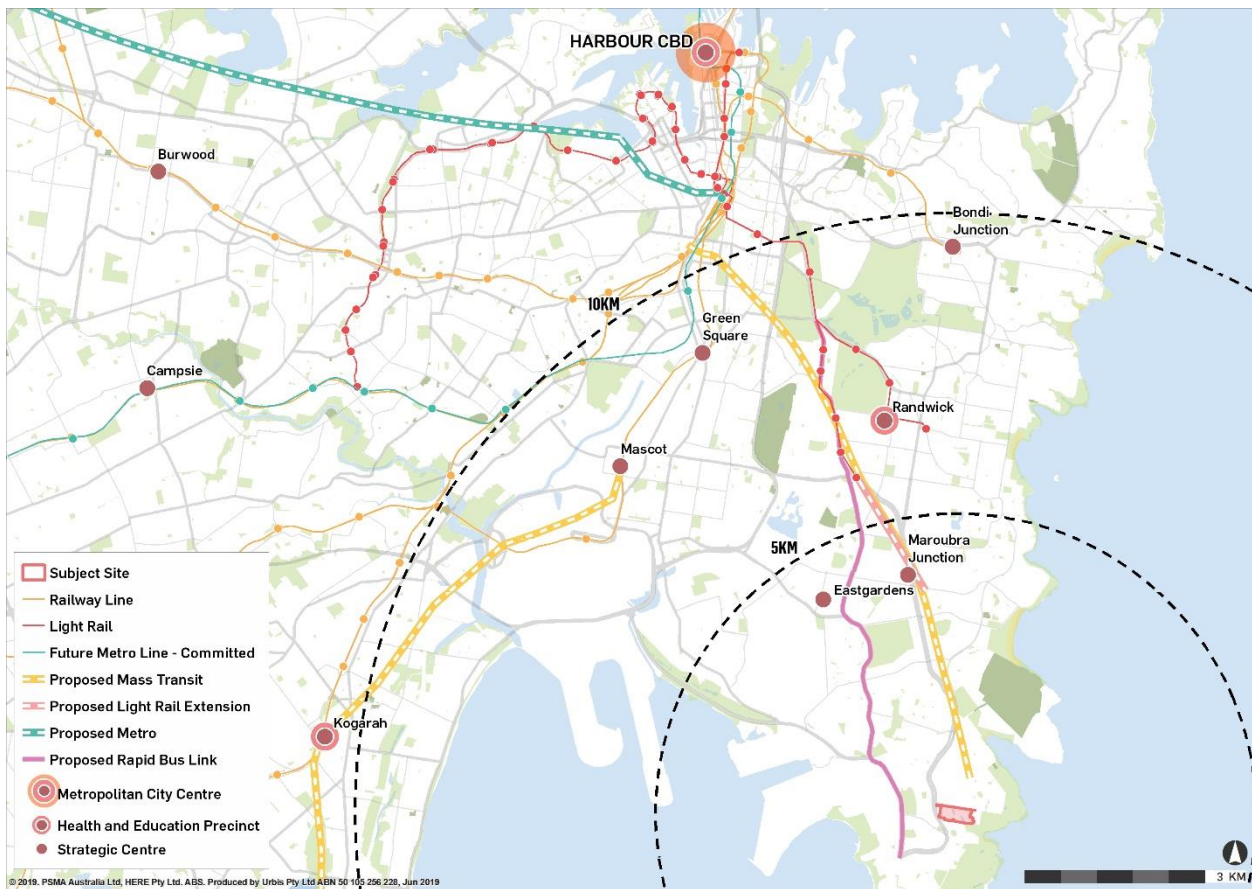 HARBOUR CBD
Burwood
Bondi
Junction
10KM
Green
Square
Campsie
Randwick
Mascot
5KM
Maroubra
Junction
Eastgardens
Kogarah
Subject Site
Railway Line
Light Rail
Future Metro Line - Committed
Proposed Mass Transit
Proposed Light Rail Extension
Proposed Metro
Proposed Rapid Bus Link
Metropolitan City Centre
Health and Education Precinct
Strategic Centre
3 KM
© 2019. PSMA Australia Ltd, HERE Pty Ltd. ABS. Produced by Urbis Pty Ltd ABN 50 105 256 228, Jun 2019